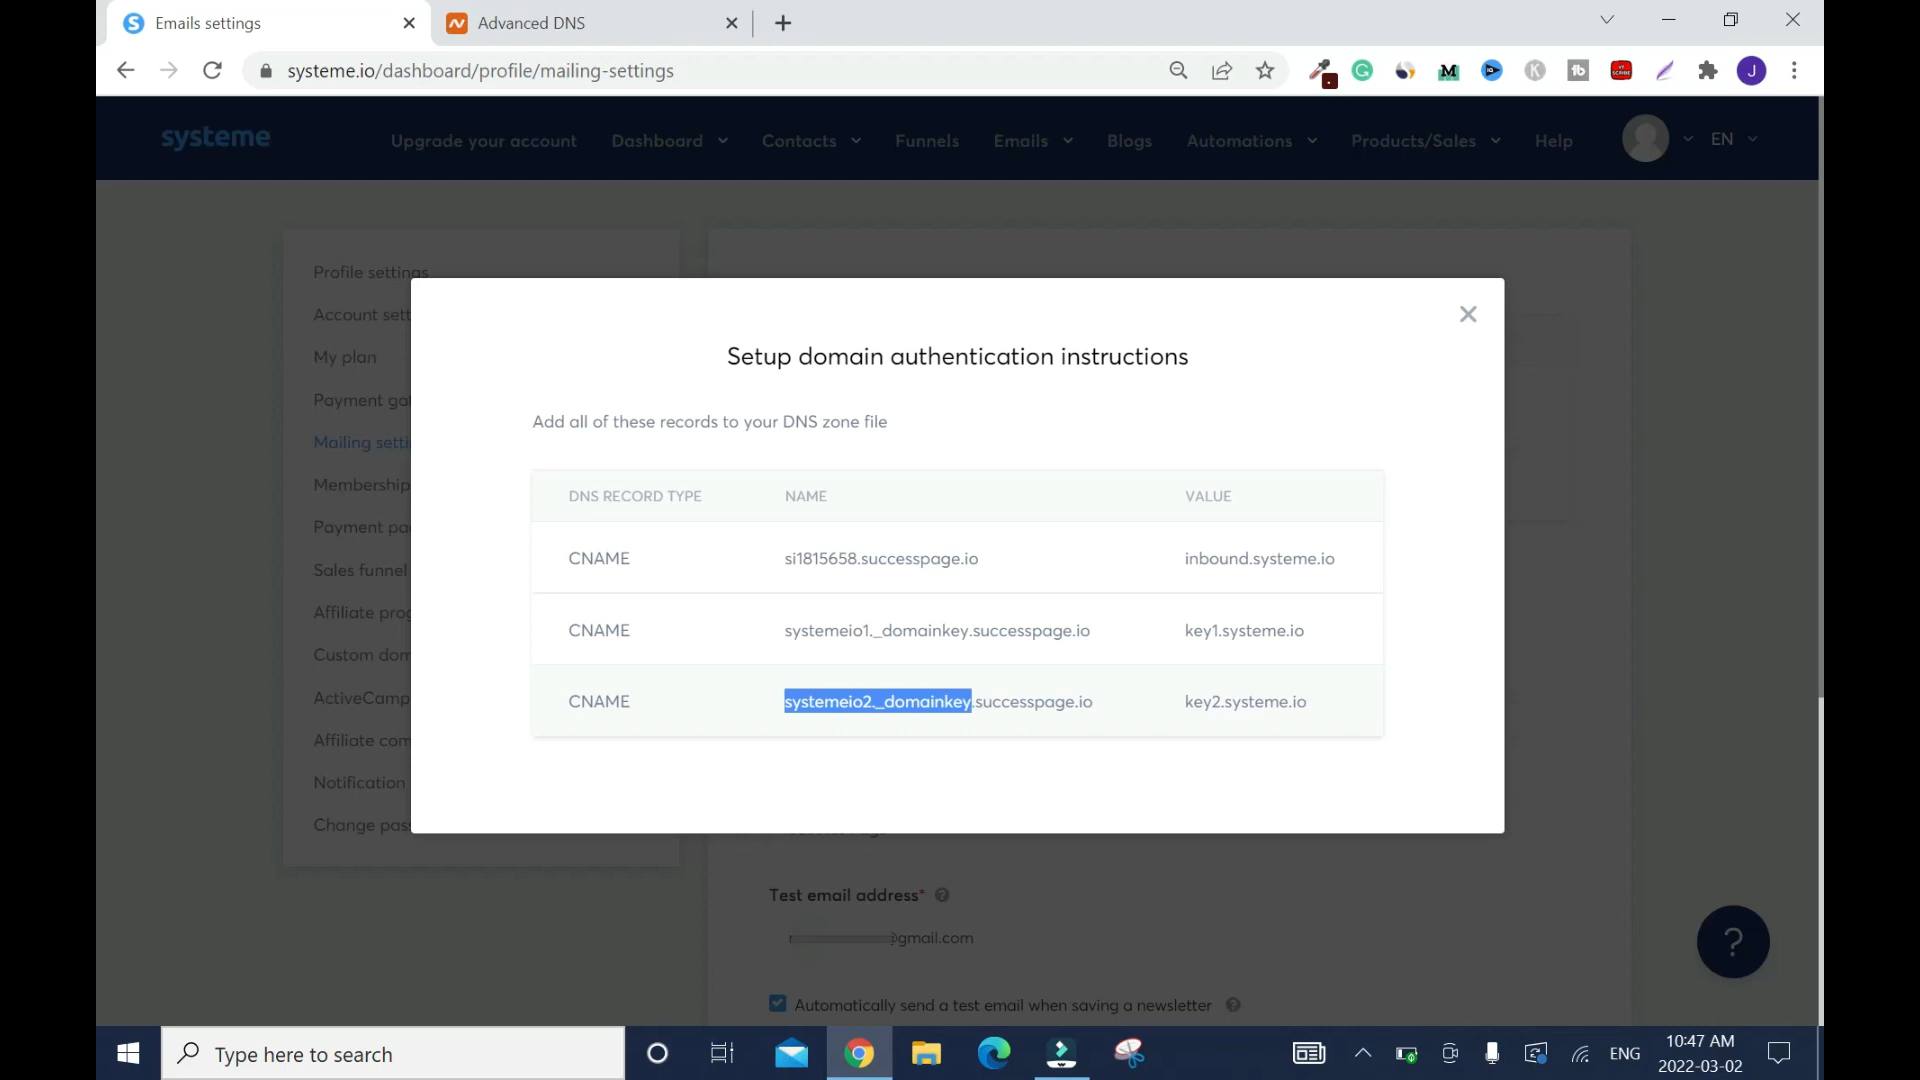 Emails settings
Advanced DNS
systeme.io/dashboard/profile/mailing-settings
systeme
Upgrade your account
Dashboard
Contacts
Funnels
Emails
Blogs
Automations
Products/Sales
Help
EN
Profile settings
Account sett
My plan
Payment gat
Mailing setti
Membership
Payment pa
Sales funnel
Affiliate prog
Custom dom
ActiveCamp
Affiliate com
Notification
Change pas
Setup domain authentication instructions
Add all of these records to your DNS zone file
DNS RECORD TYPE NAME VALUE
CNAME si1815658.successpage.io inbound.systeme.io
CNAME systemeio1._domainkey.successpage.io key1.systeme.io
CNAME systemeio2._domainkey.successpage.io key2.systeme.io
Test email address* ?
@gmail.com
Automatically send a test email when saving a newsletter ?
?
Type here to search
ENG
10:47 AM
2022-03-02